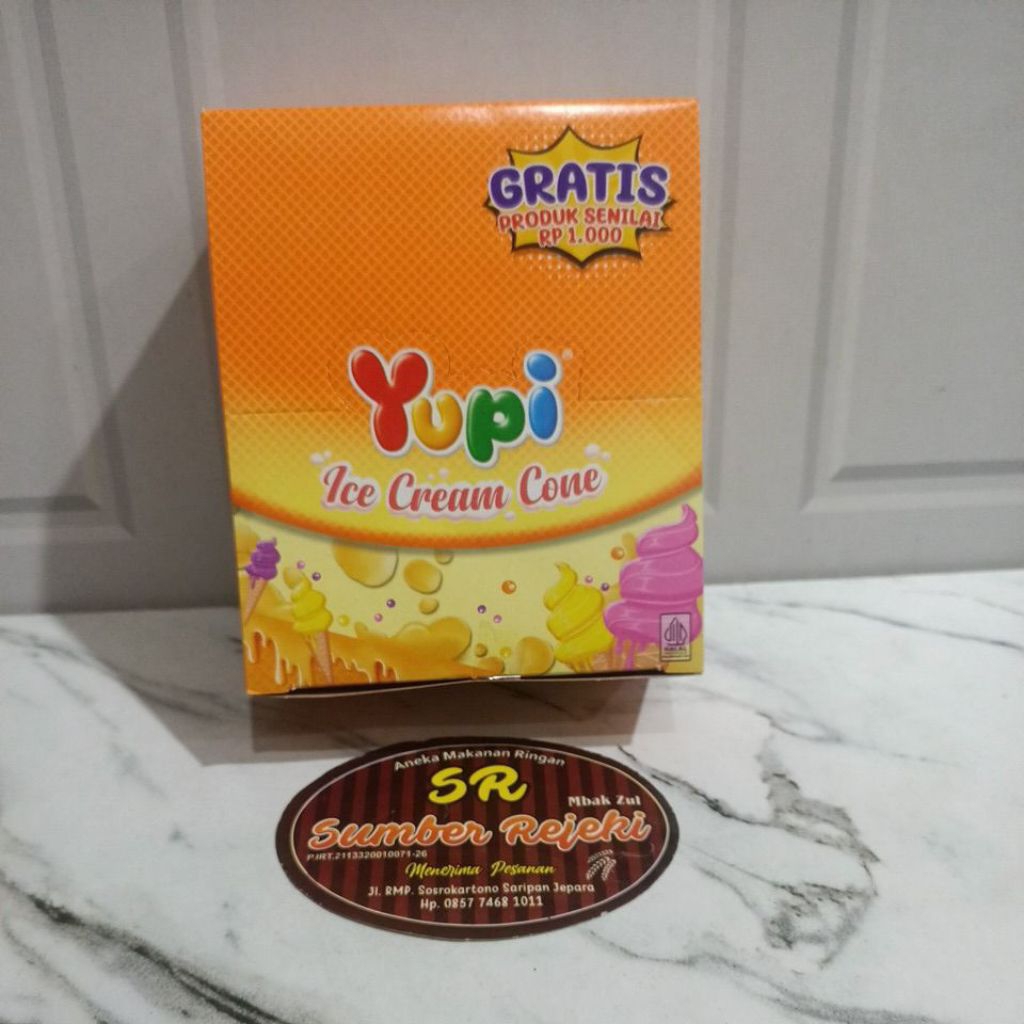 GRATIS
PRODUK SENILAI
RP 1.000
Yupi
Ice Cream Cone
HALAL
Aneka Makanan Ringan
SR
Mbak Zul
Sumber Rejeki
P.IRT.2113320010071-26
Menerima Pesanan
Jl. RMP. Sosrokartono Saripan Jepara
Hp. 0857 7468 1011